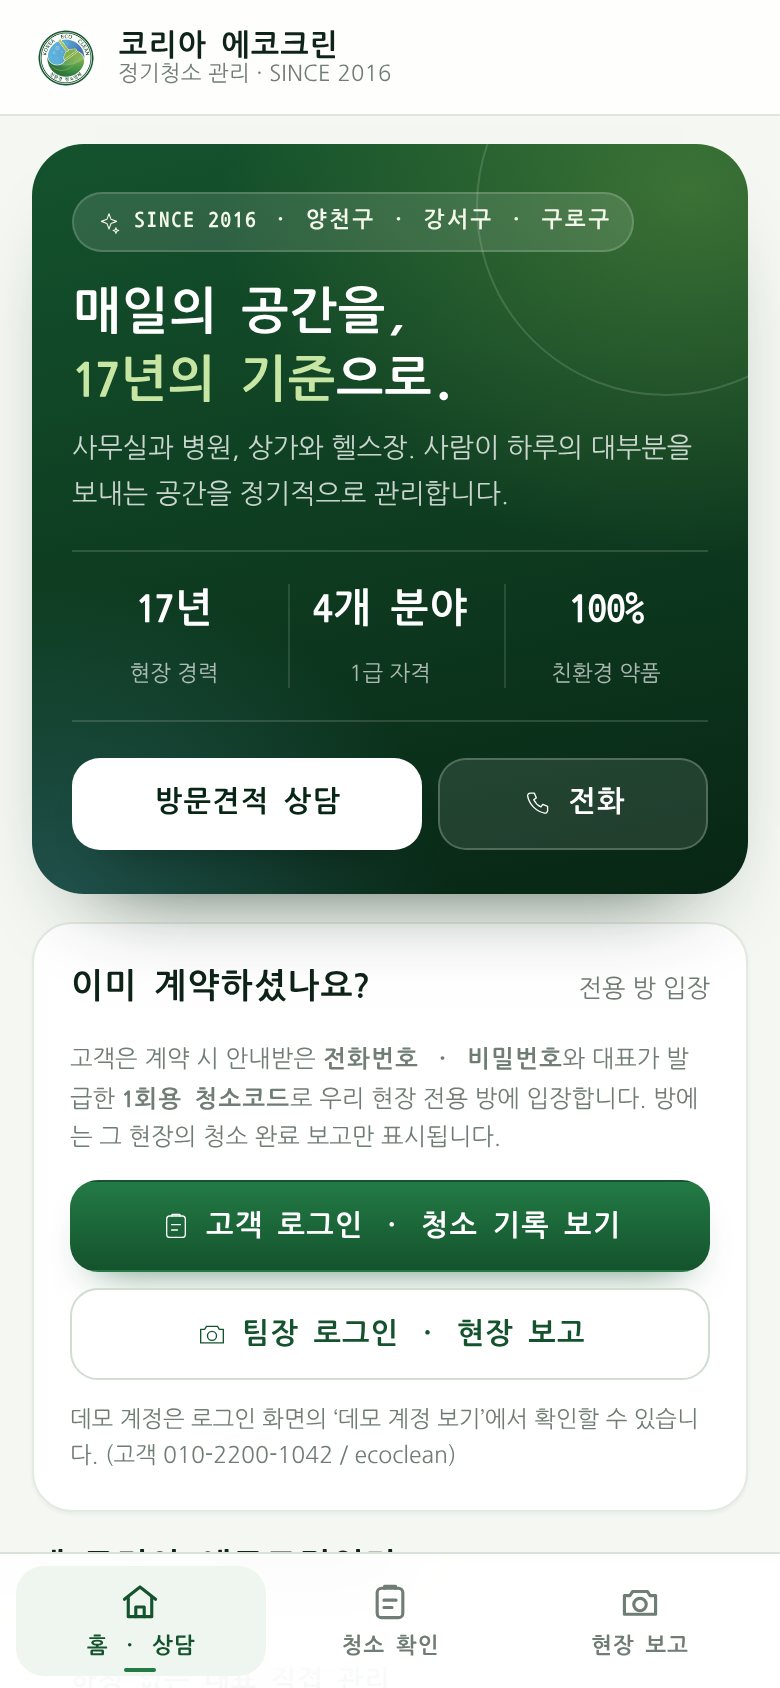 코리아 에코크린
정기청소 관리 · SINCE 2016
SINCE 2016 · 양천구 · 강서구 · 구로구
매일의 공간을,
17년의 기준으로.
사무실과 병원, 상가와 헬스장. 사람이 하루의 대부분을
보내는 공간을 정기적으로 관리합니다.
17년 4개 분야 100%
현장 경력 1급 자격 친환경 약품
방문견적 상담 전화
이미 계약하셨나요? 전용 방 입장
고객은 계약 시 안내받은 전화번호 · 비밀번호와 대표가 발
급한 1회용 청소코드로 우리 현장 전용 방에 입장합니다. 방에
는 그 현장의 청소 완료 보고만 표시됩니다.
고객 로그인 · 청소 기록 보기
팀장 로그인 · 현장 보고
데모 계정은 로그인 화면의 ‘데모 계정 보기’에서 확인할 수 있습니
다. (고객 010-2200-1042 / ecoclean)
홈 · 상담 청소 확인 현장 보고